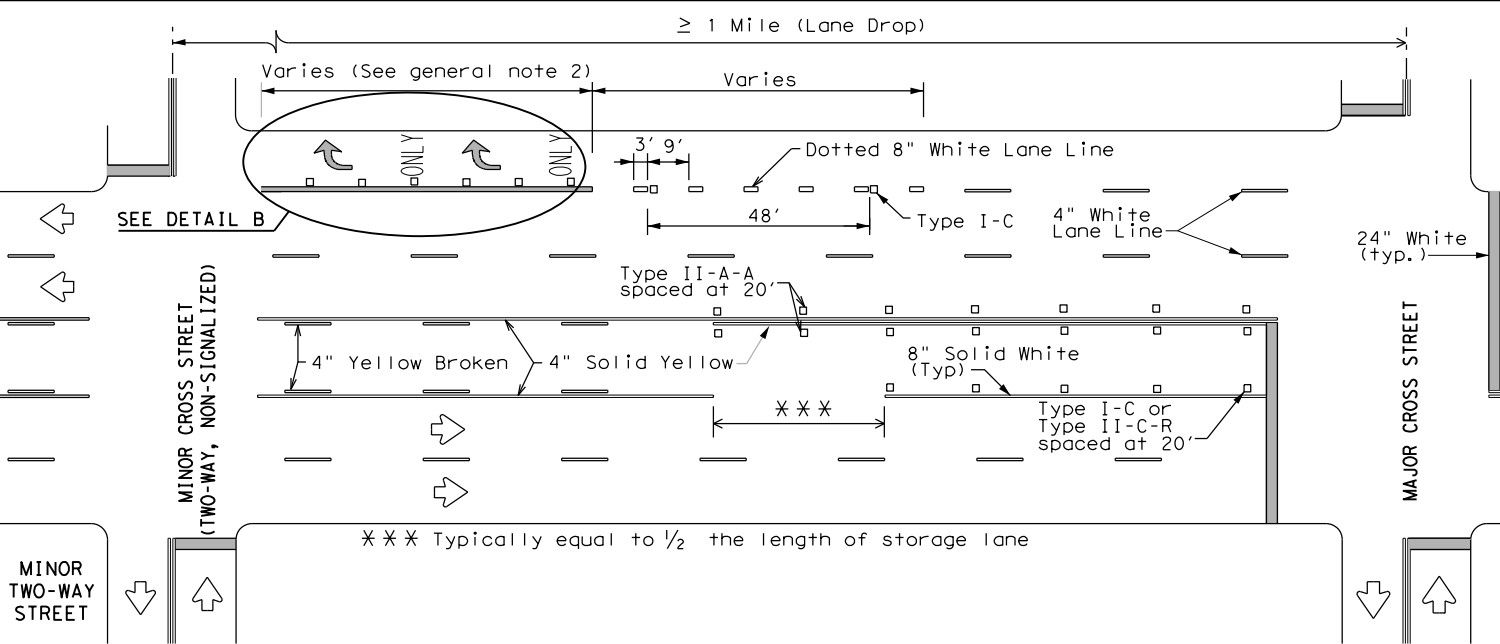 ≥ 1 Mile (Lane Drop)
Varies (See general note 2)
Varies
ONLY
ONLY
3' 9'
Dotted 8" White Lane Line
SEE DETAIL B
48'
Type I-C
4" White
Lane Line
24" White
(typ.)
Type II-A-A
spaced at 20'
MINOR CROSS STREET
(TWO-WAY, NON-SIGNALIZED)
4" Yellow Broken
4" Solid Yellow
8" Solid White
(Typ)
MAJOR CROSS STREET
***
Type I-C or
Type II-C-R
spaced at 20'
*** Typically equal to ½ the length of storage lane
MINOR
TWO-WAY
STREET